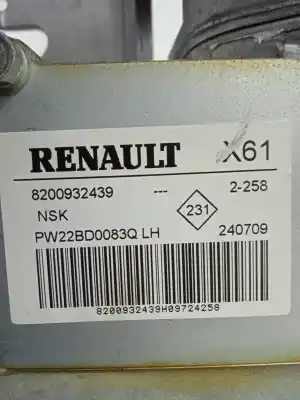 RENAULT X61
8200932439 --- 2-258
NSK 231
PW22BD0083Q LH 240709
8200932439H09724258